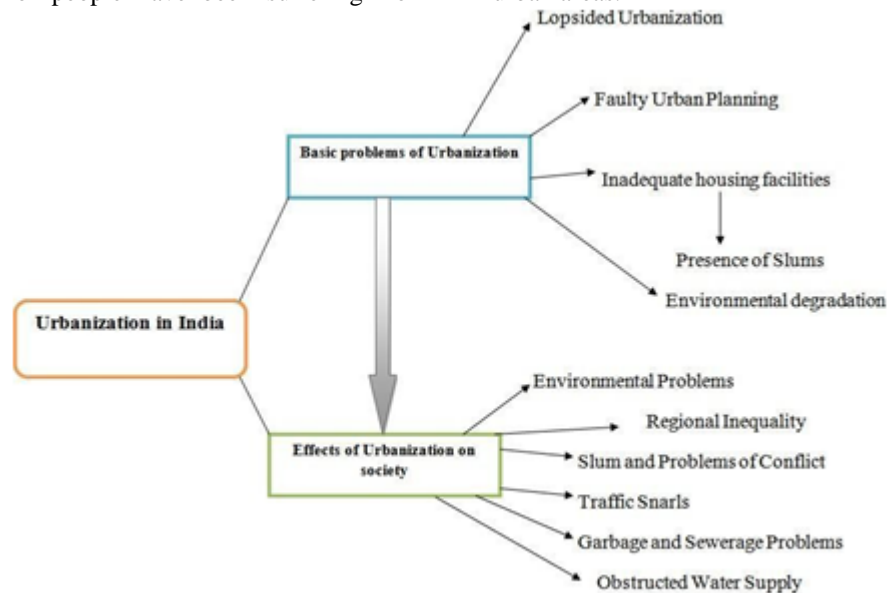 Lopsided Urbanization
Faulty Urban Planning
Basic problems of Urbanization
Inadequate housing facilities
Presence of Slums
Environmental degradation
Urbanization in India
Environmental Problems
Regional Inequality
Effects of Urbanization on
society
Slum and Problems of Conflict
Traffic Snarls
Garbage and Sewerage Problems
Obstructed Water Supply